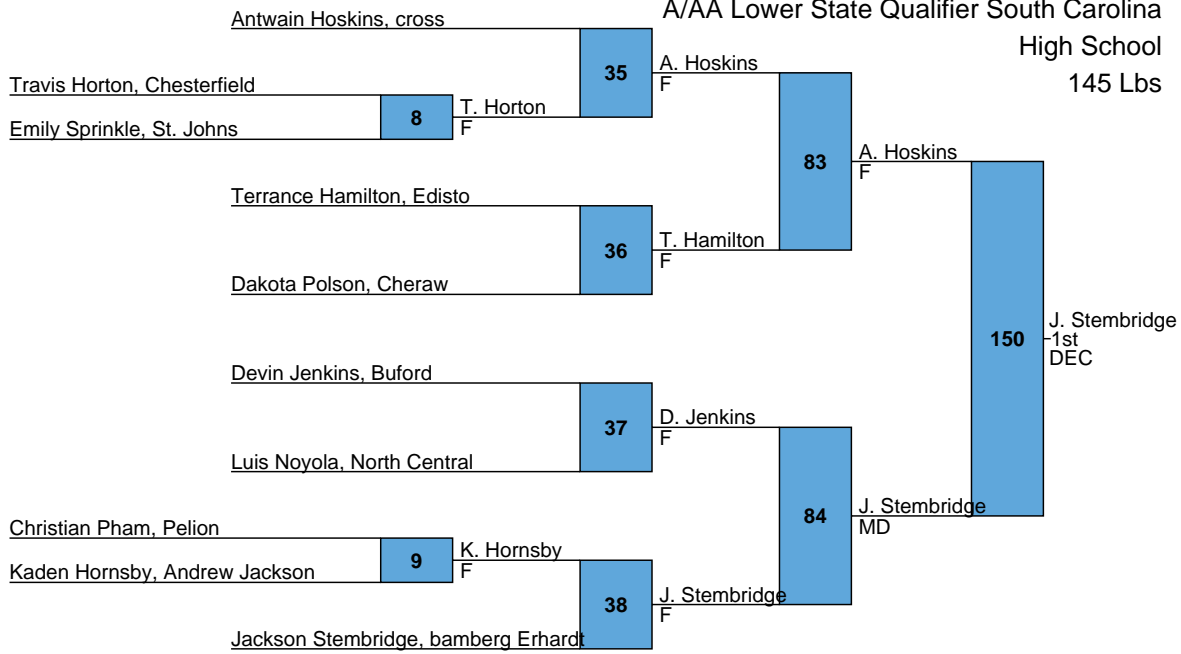 A/AA Lower State Qualifier South Carolina
High School
145 Lbs
Antwain Hoskins, cross
35
A. Hoskins
F
Travis Horton, Chesterfield
8
T. Horton
F
Emily Sprinkle, St. Johns
83
A. Hoskins
F
Terrance Hamilton, Edisto
36
T. Hamilton
F
Dakota Polson, Cheraw
150
J. Stembridge
1st
DEC
Devin Jenkins, Buford
37
D. Jenkins
F
Luis Noyola, North Central
84
J. Stembridge
MD
Christian Pham, Pelion
9
K. Hornsby
F
Kaden Hornsby, Andrew Jackson
38
J. Stembridge
F
Jackson Stembridge, bamberg Erhardt